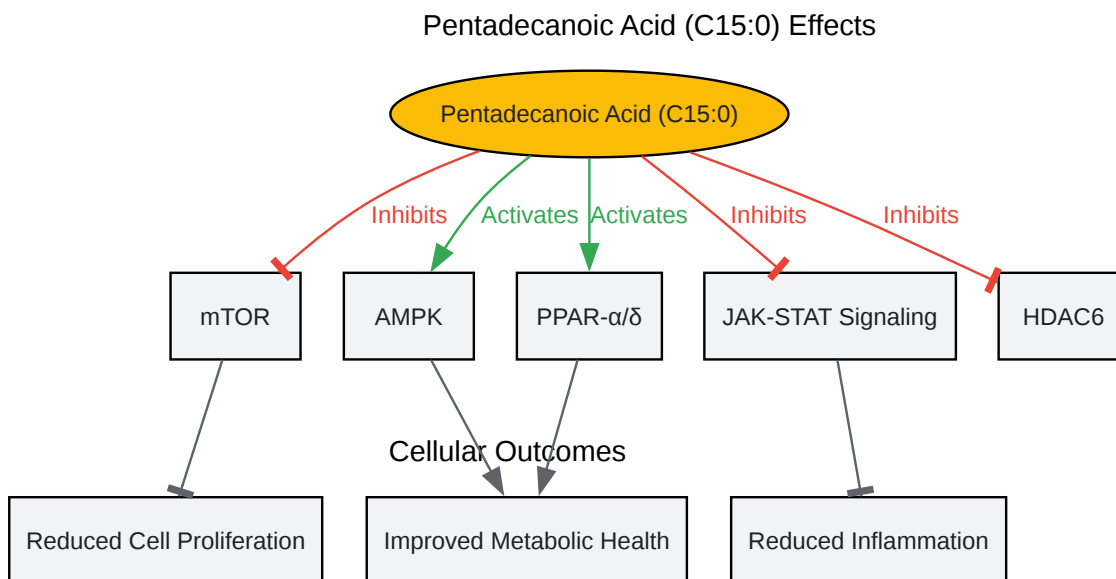 Pentadecanoic Acid (C15:0) Effects
Pentadecanoic Acid (C15:0)
Inhibits
Activates
Activates
Inhibits
Inhibits
mTOR
AMPK
PPAR-α/δ
JAK-STAT Signaling
HDAC6
Cellular Outcomes
Reduced Cell Proliferation
Improved Metabolic Health
Reduced Inflammation